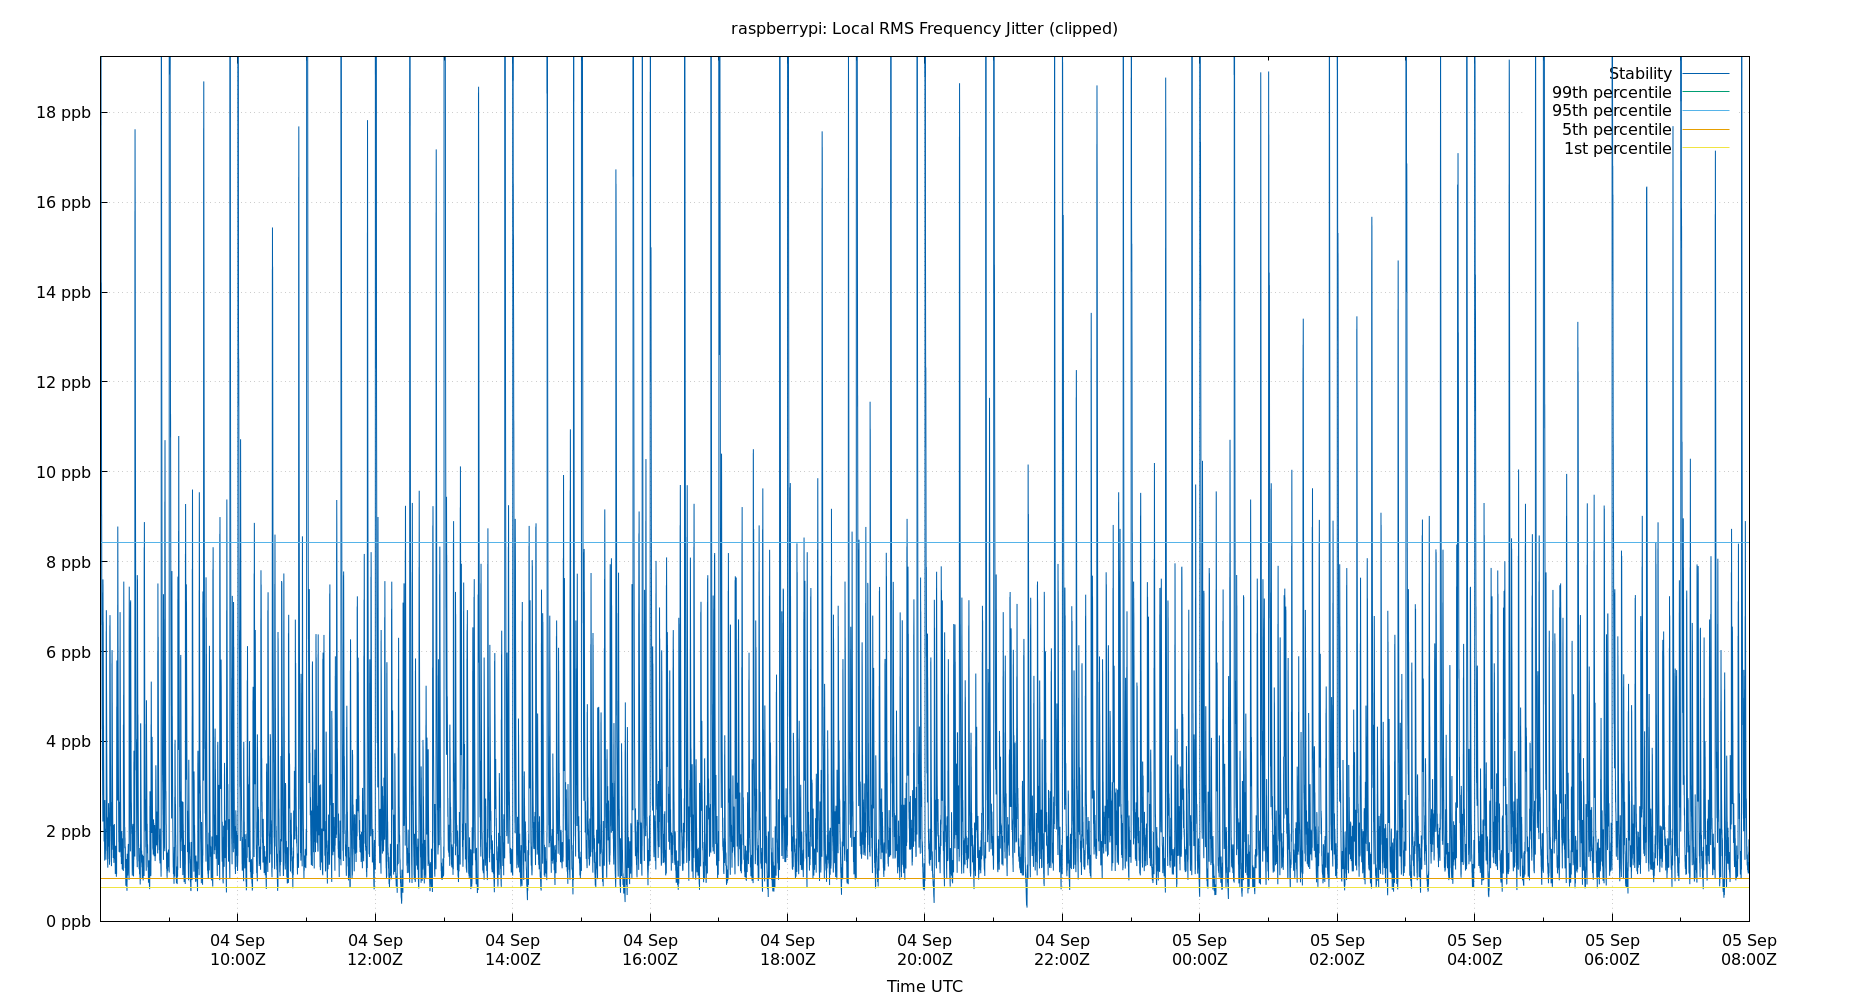 raspberrypi: Local RMS Frequency Jitter (clipped)
Stability
99th percentile
95th percentile
5th percentile
1st percentile
18 ppb
16 ppb
14 ppb
12 ppb
10 ppb
8 ppb
6 ppb
4 ppb
2 ppb
0 ppb
04 Sep 04 Sep 04 Sep 04 Sep 04 Sep 04 Sep 04 Sep 05 Sep 05 Sep 05 Sep 05 Sep 05 Sep
10:00Z 12:00Z 14:00Z 16:00Z 18:00Z 20:00Z 22:00Z 00:00Z 02:00Z 04:00Z 06:00Z 08:00Z
Time UTC